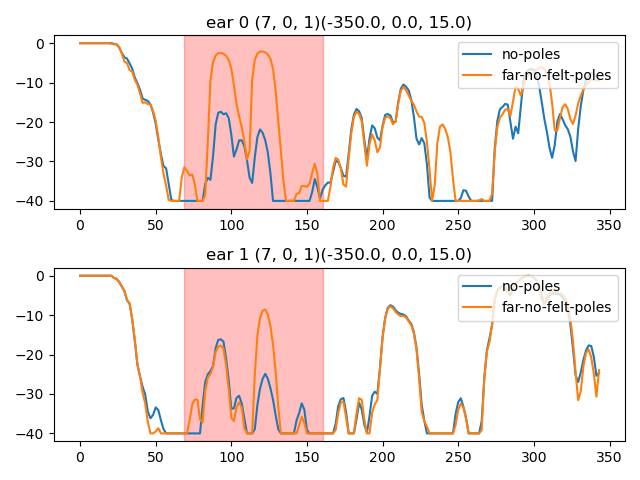 ear 0 (7, 0, 1)(-350.0, 0.0, 15.0)
0
−10
−20
−30
−40
no-poles
far-no-felt-poles
0 50 100 150 200 250 300 350
ear 1 (7, 0, 1)(-350.0, 0.0, 15.0)
0
−10
−20
−30
−40
no-poles
far-no-felt-poles
0 50 100 150 200 250 300 350